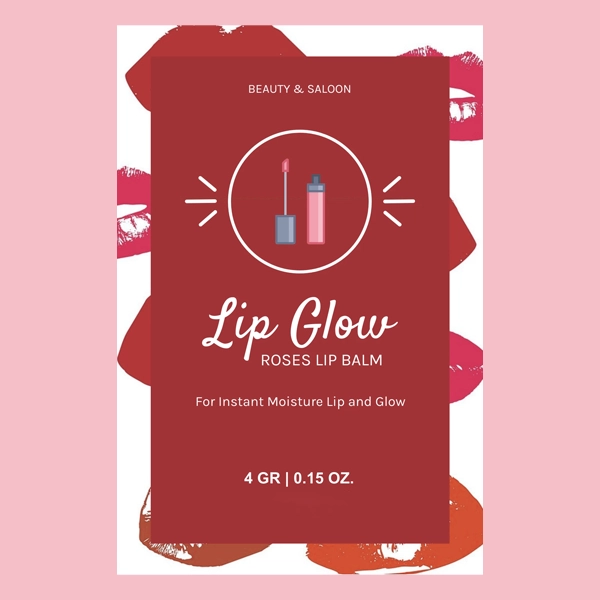 BEAUTY & SALOON
Lip Glow
ROSES LIP BALM
For Instant Moisture Lip and Glow
4 GR | 0.15 OZ.